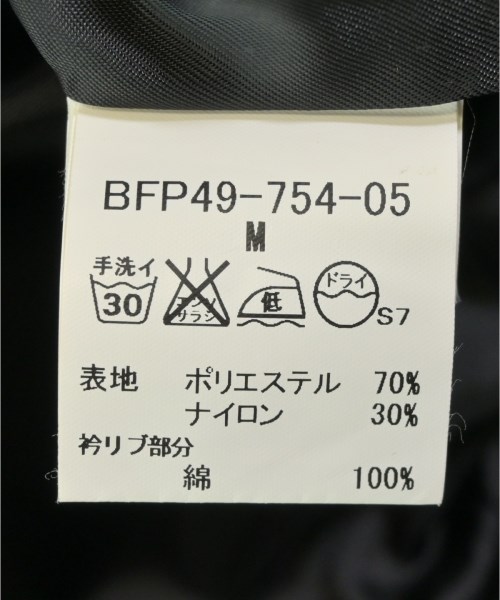 BFP49-754-05
M
手洗イ
30
エンソ
サラシ
低
ドライ
S7
表地 ポリエステル 70%
ナイロン 30%
衿リブ部分
綿 100%